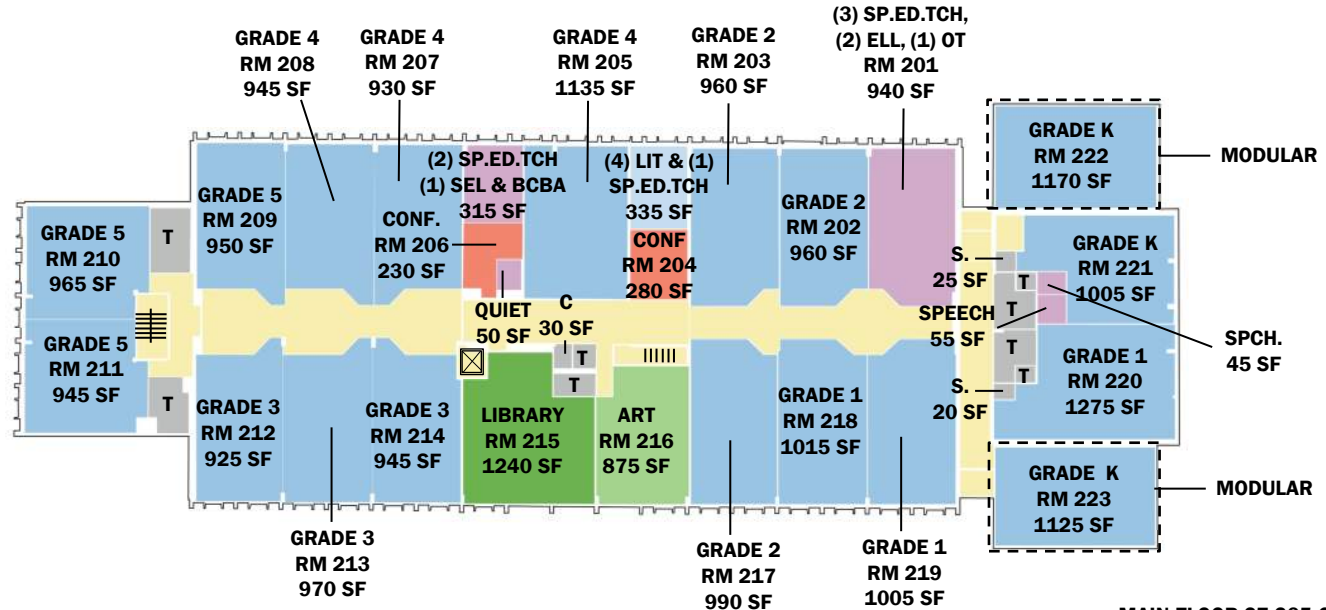 GRADE 4
RM 208
945 SF
GRADE 4
RM 207
930 SF
GRADE 4
RM 205
1135 SF
GRADE 2
RM 203
960 SF
(3) SP.ED.TCH,
(2) ELL, (1) OT
RM 201
940 SF
GRADE K
RM 222
1170 SF
MODULAR
GRADE 5
RM 210
965 SF
T
GRADE 5
RM 209
950 SF
(2) SP.ED.TCH
(1) SEL & BCBA
315 SF
CONF.
RM 206
230 SF
(4) LIT & (1)
SP.ED.TCH
335 SF
CONF
RM 204
280 SF
GRADE 2
RM 202
960 SF
GRADE K
RM 221
1005 SF
S.
25 SF
T
T
SPEECH
55 SF
SPCH.
45 SF
QUIET
50 SF
C
30 SF
T
T
GRADE 5
RM 211
945 SF
T
GRADE 3
RM 212
925 SF
GRADE 3
RM 214
945 SF
LIBRARY
RM 215
1240 SF
ART
RM 216
875 SF
GRADE 1
RM 218
1015 SF
T
T
S.
20 SF
GRADE 1
RM 220
1275 SF
GRADE K
RM 223
1125 SF
MODULAR
GRADE 3
RM 213
970 SF
GRADE 2
RM 217
990 SF
GRADE 1
RM 219
1005 SF